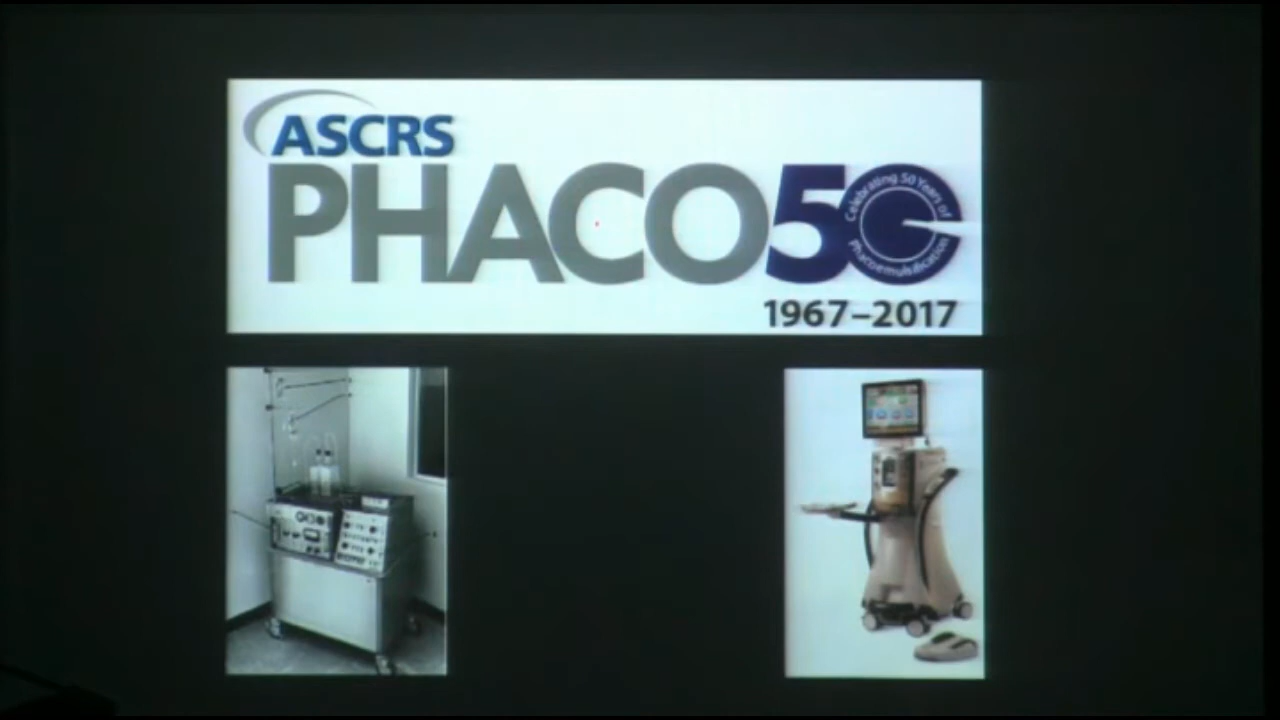 ASCRS
PHACO50
Celebrating 50 Years of
Phacoemulsification
1967–2017